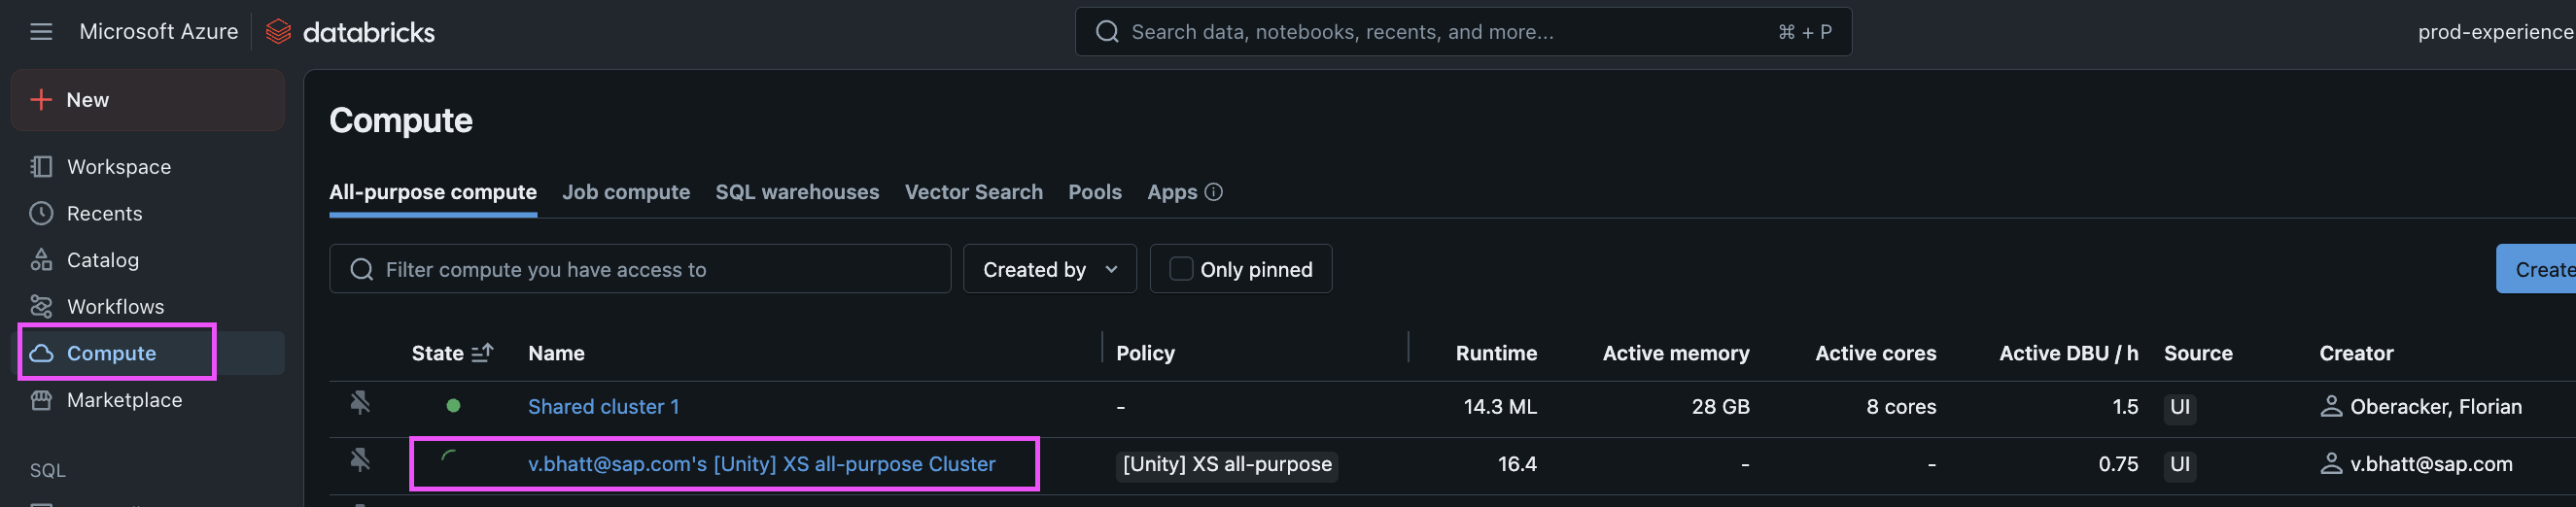 Microsoft Azure databricks Search data, notebooks, recents, and more... ⌘ + P prod-experience
New
Workspace
Recents
Catalog
Workflows
Compute
Marketplace
SQL
Compute
All-purpose compute Job compute SQL warehouses Vector Search Pools Apps
Filter compute you have access to Created by Only pinned Create
State Name Policy Runtime Active memory Active cores Active DBU / h Source Creator
Shared cluster 1 - 14.3 ML 28 GB 8 cores 1.5 UI Oberacker, Florian
v.bhatt@sap.com's [Unity] XS all-purpose Cluster [Unity] XS all-purpose 16.4 - - 0.75 UI v.bhatt@sap.com